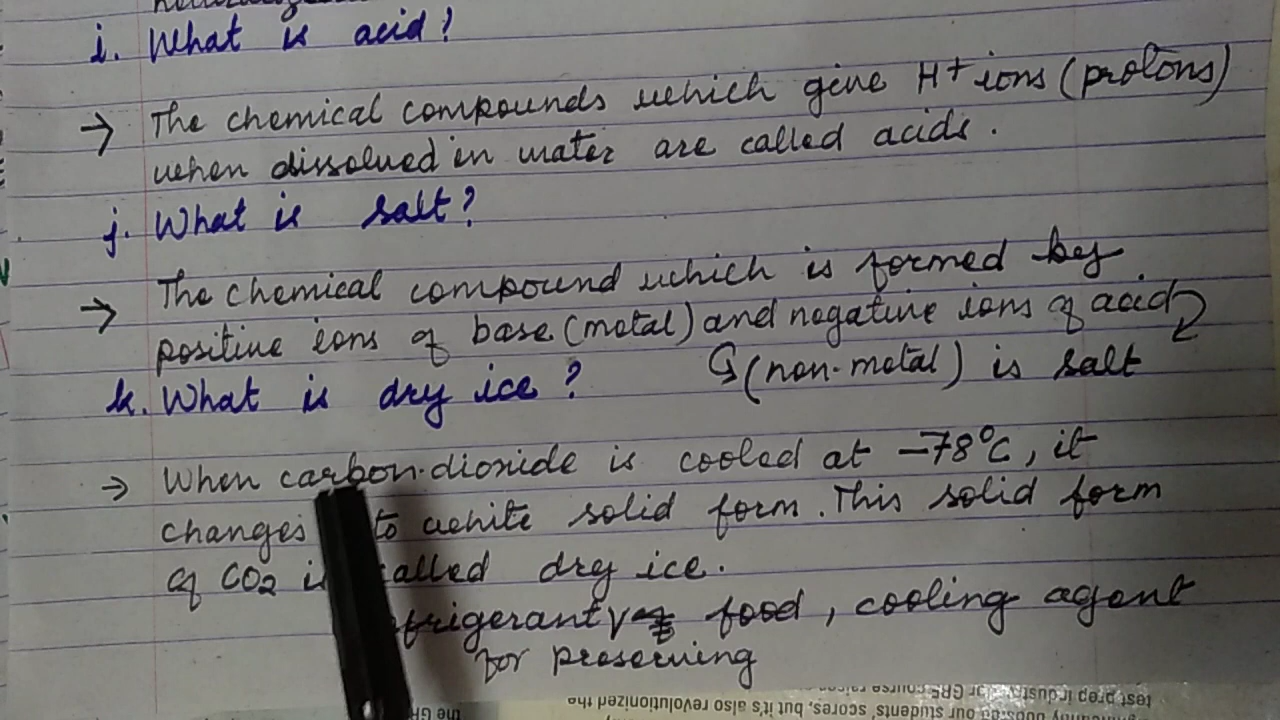 i. What is acid?
→ The chemical compounds which give H+ ions (protons)
when dissolved in water are called acids.
j. What is salt?
→ The chemical compound which is formed by
positive ions of base (metal) and negative ions of acid
(non-metal) is salt
k. What is dry ice?
→ When carbon-dioxide is cooled at -78°C, it
changes to white solid form. This solid form
of CO2 is called dry ice.
food, cooling agent
for preserving